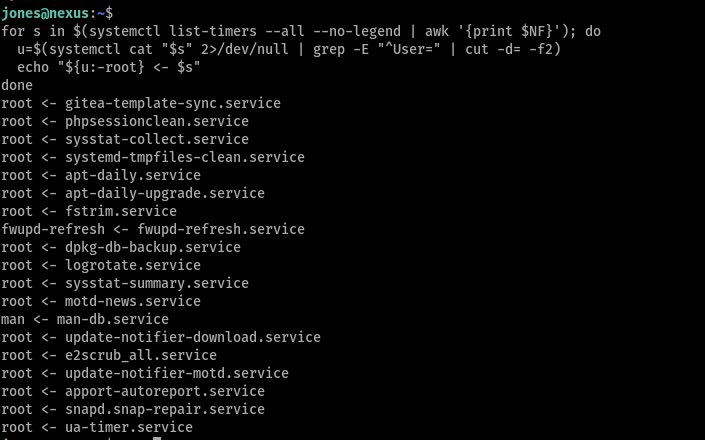 jones@nexus:~$
for s in $(systemctl list-timers --all --no-legend | awk '{print $NF}'); do
  u=$(systemctl cat "$s" 2>/dev/null | grep -E "^User=" | cut -d= -f2)
  echo "${u:-root} <- $s"
done
root <- gitea-template-sync.service
root <- phpsessionclean.service
root <- sysstat-collect.service
root <- systemd-tmpfiles-clean.service
root <- apt-daily.service
root <- apt-daily-upgrade.service
root <- fstrim.service
fwupd-refresh <- fwupd-refresh.service
root <- dpkg-db-backup.service
root <- logrotate.service
root <- sysstat-summary.service
root <- motd-news.service
man <- man-db.service
root <- update-notifier-download.service
root <- e2scrub_all.service
root <- update-notifier-motd.service
root <- apport-autoreport.service
root <- snapd.snap-repair.service
root <- ua-timer.service